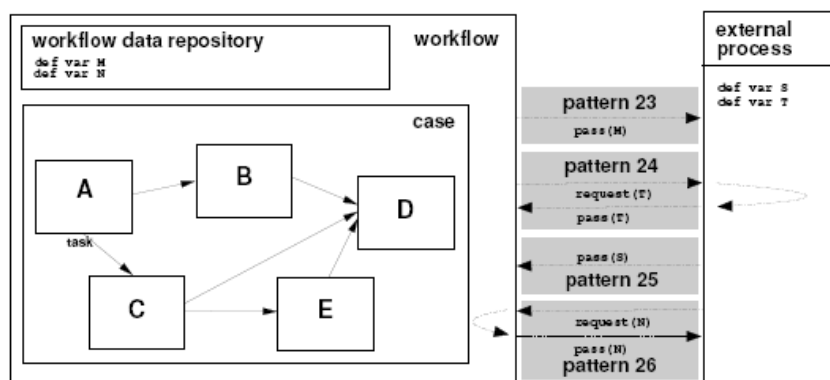 workflow data repository
def var M
def var N
workflow
case
A
B
C
D
E
task
pattern 23
pass(M)
pattern 24
request(T)
pass(T)
pass(S)
pattern 25
request(N)
pass(N)
pattern 26
external
process
def var S
def var T